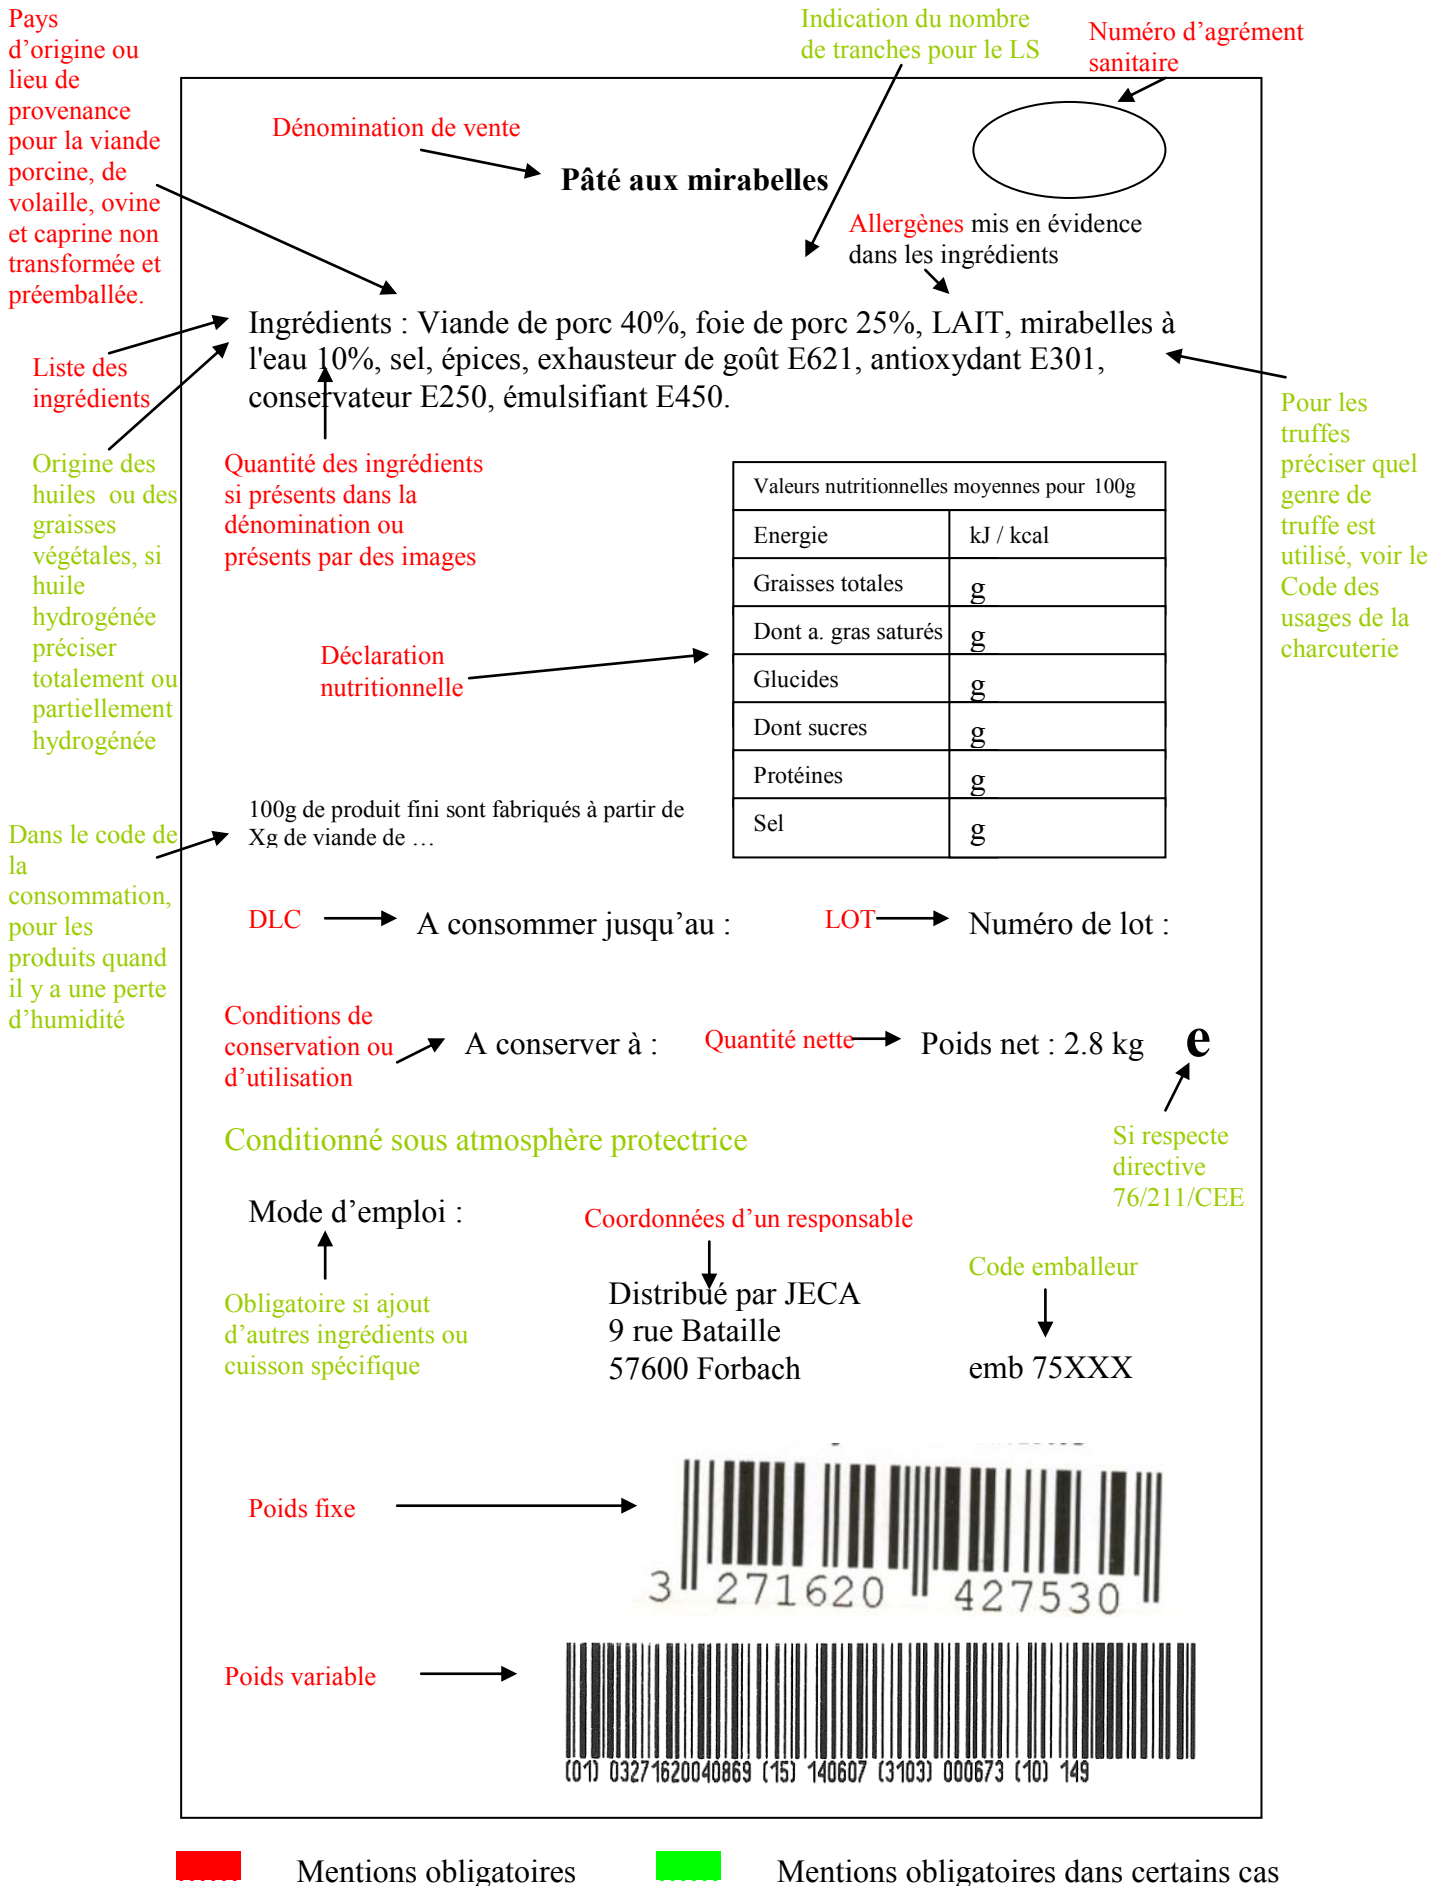 Pays
d’origine ou
lieu de
provenance
pour la viande
porcine, de
volaille, ovine
et caprine non
transformée et
préemballée.
Indication du nombre
de tranches pour le LS
Numéro d’agrément
sanitaire
Dénomination de vente
Pâté aux mirabelles
Allergènes mis en évidence
dans les ingrédients
Ingrédients : Viande de porc 40%, foie de porc 25%, LAIT, mirabelles à
l'eau 10%, sel, épices, exhausteur de goût E621, antioxydant E301,
conservateur E250, émulsifiant E450.
Liste des
ingrédients
Origine des
huiles ou des
graisses
végétales, si
huile
hydrogénée
préciser
totalement ou
partiellement
hydrogénée
Quantité des ingrédients
si présents dans la
dénomination ou
présents par des images
Pour les
truffes
préciser quel
genre de
truffe est
utilisé, voir le
Code des
usages de la
charcuterie
Valeurs nutritionnelles moyennes pour 100g
Energie kJ / kcal
Graisses totales g
Dont a. gras saturés g
Glucides g
Dont sucres g
Protéines g
Sel g
Déclaration
nutritionnelle
100g de produit fini sont fabriqués à partir de
Xg de viande de …
Dans le code de
la
consommation,
pour les
produits quand
il y a une perte
d’humidité
DLC A consommer jusqu’au : LOT Numéro de lot :
Conditions de
conservation ou
d’utilisation
A conserver à : Quantité nette Poids net : 2.8 kg e
Conditionné sous atmosphère protectrice
Si respecte
directive
76/211/CEE
Mode d’emploi :
Obligatoire si ajout
d’autres ingrédients ou
cuisson spécifique
Coordonnées d’un responsable
Distribué par JECA
9 rue Bataille
57600 Forbach
Code emballeur
emb 75XXX
Poids fixe
3 271620 427530
Poids variable
(01) 03271620040869 (15) 140607 (3103) 000673 (10) 149
Mentions obligatoires Mentions obligatoires dans certains cas